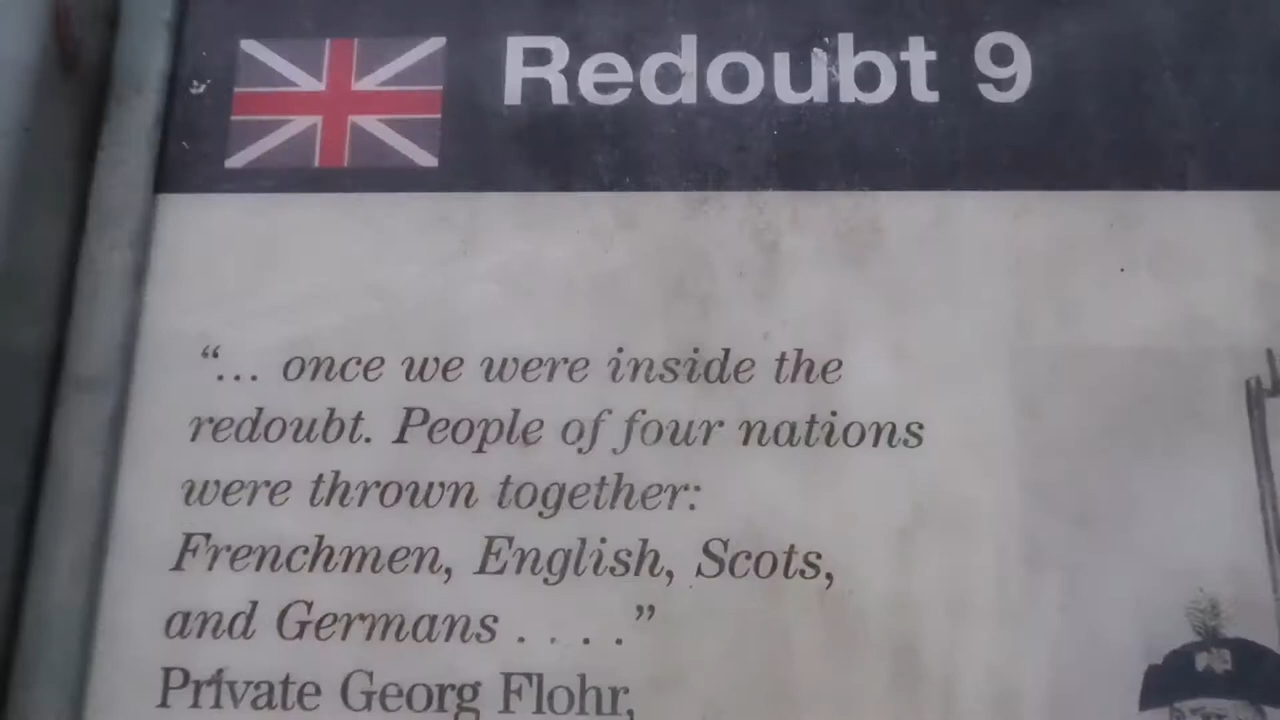 Redoubt 9
“... once we were inside the
redoubt. People of four nations
were thrown together:
Frenchmen, English, Scots,
and Germans . . . .”
Private Georg Flohr,